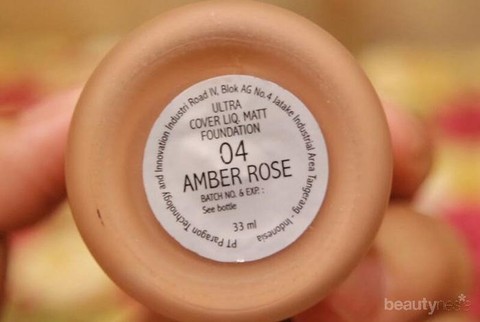 PT Paragon Technology and Innovation Industri Road IV, Blok AG No.4 Jatake Industrial Area Tangerang - Indonesia
ULTRA
COVER LIQ. MATT
FOUNDATION
04
AMBER ROSE
BATCH NO. & EXP. :
See bottle
33 ml
beautynesia